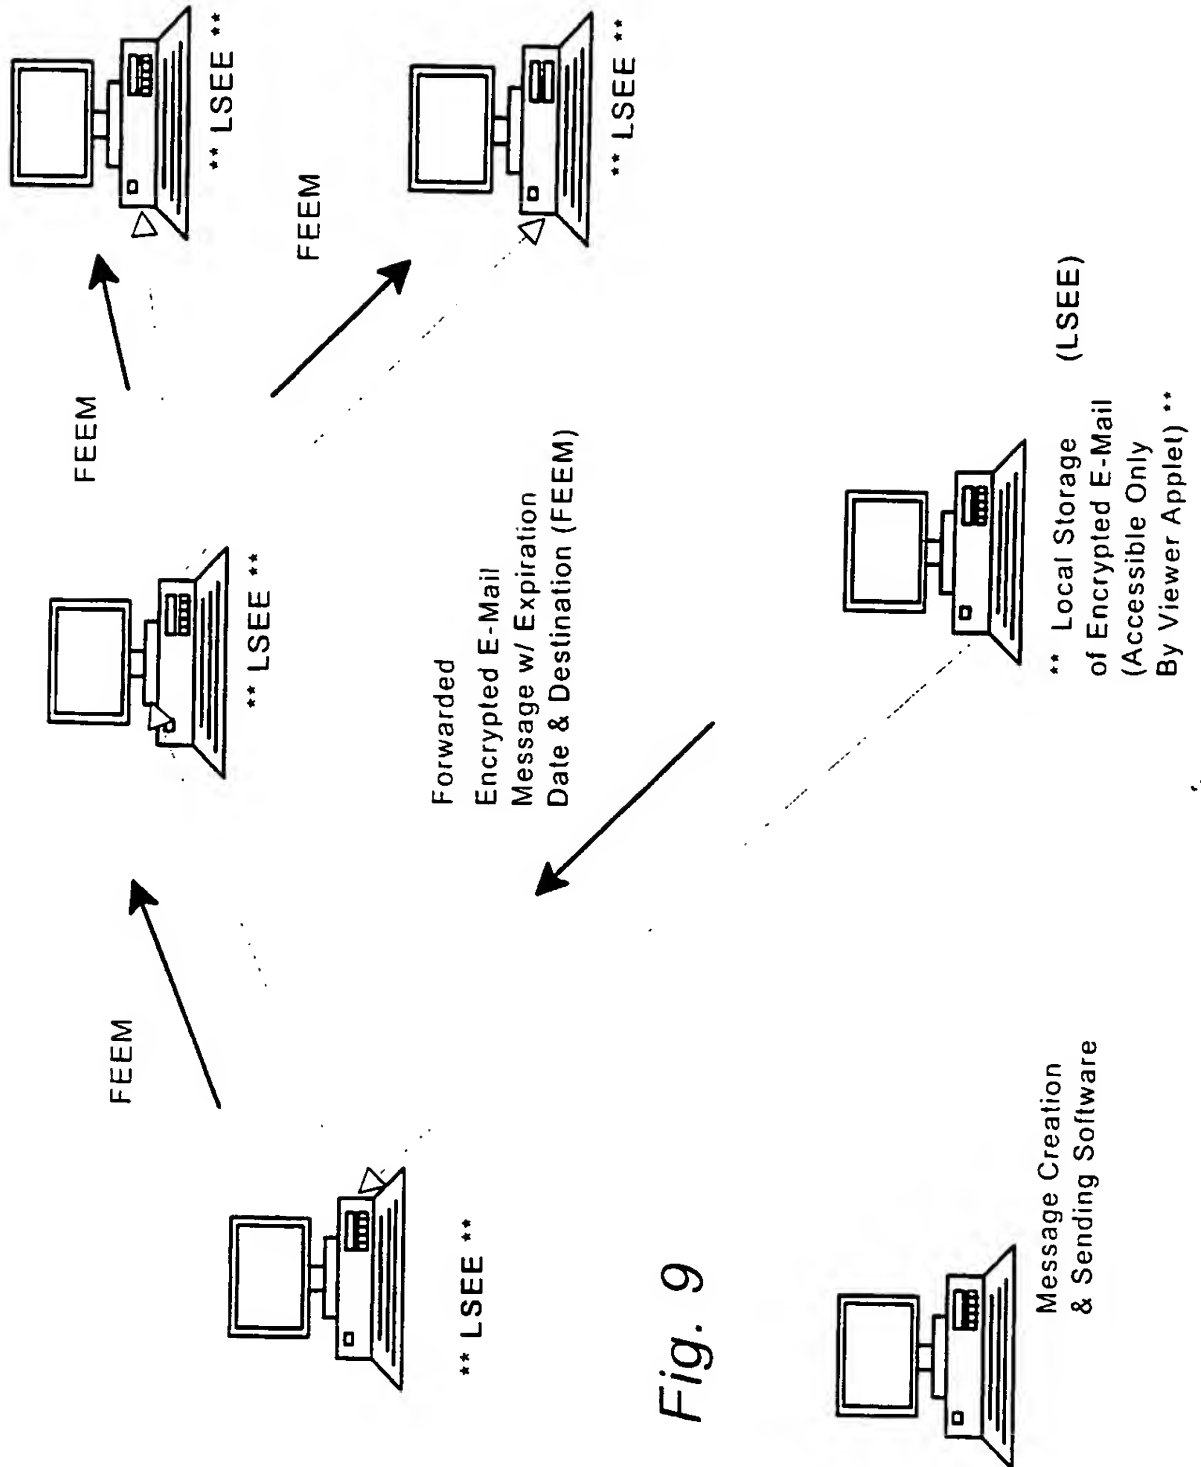 Fig. 9
Message Creation
& Sending Software
** LSEE **
FEEM
** Local Storage (LSEE)
of Encrypted E-Mail
(Accessible Only
By Viewer Applet) **
Forwarded
Encrypted E-Mail
Message w/ Expiration
Date & Destination (FEEM)
** LSEE **
FEEM
FEEM
** LSEE **
** LSEE **